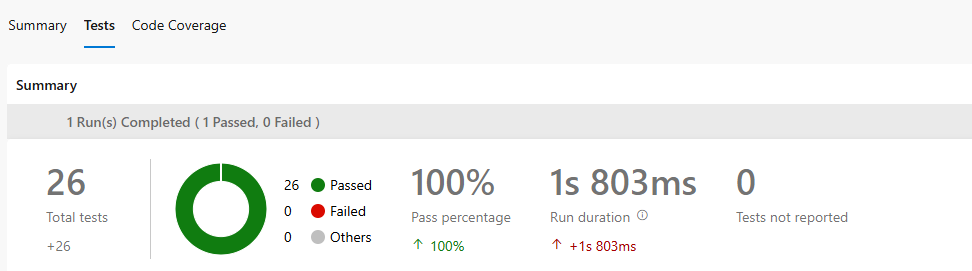 Summary Tests Code Coverage
Summary
1 Run(s) Completed ( 1 Passed, 0 Failed )
26 100% 1s 803ms 0
26 Passed
Total tests 0 Failed Pass percentage Run duration Tests not reported
0 Others
+26 100% +1s 803ms